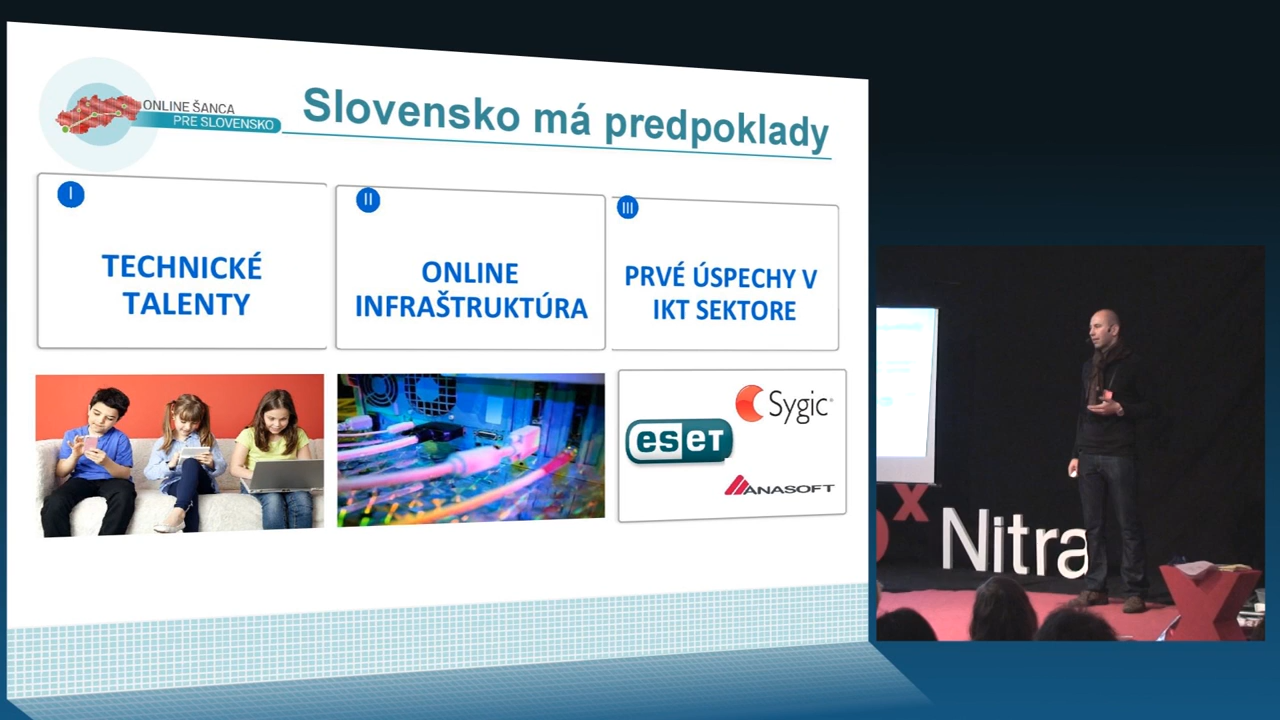 ONLINE ŠANCA
PRE SLOVENSKO
Slovensko má predpoklady
I
TECHNICKÉ
TALENTY
II
ONLINE
INFRAŠTRUKTÚRA
III
PRVÉ ÚSPECHY V
IKT SEKTORE
Sygic®
eseT
ANASOFT
x
Nitra